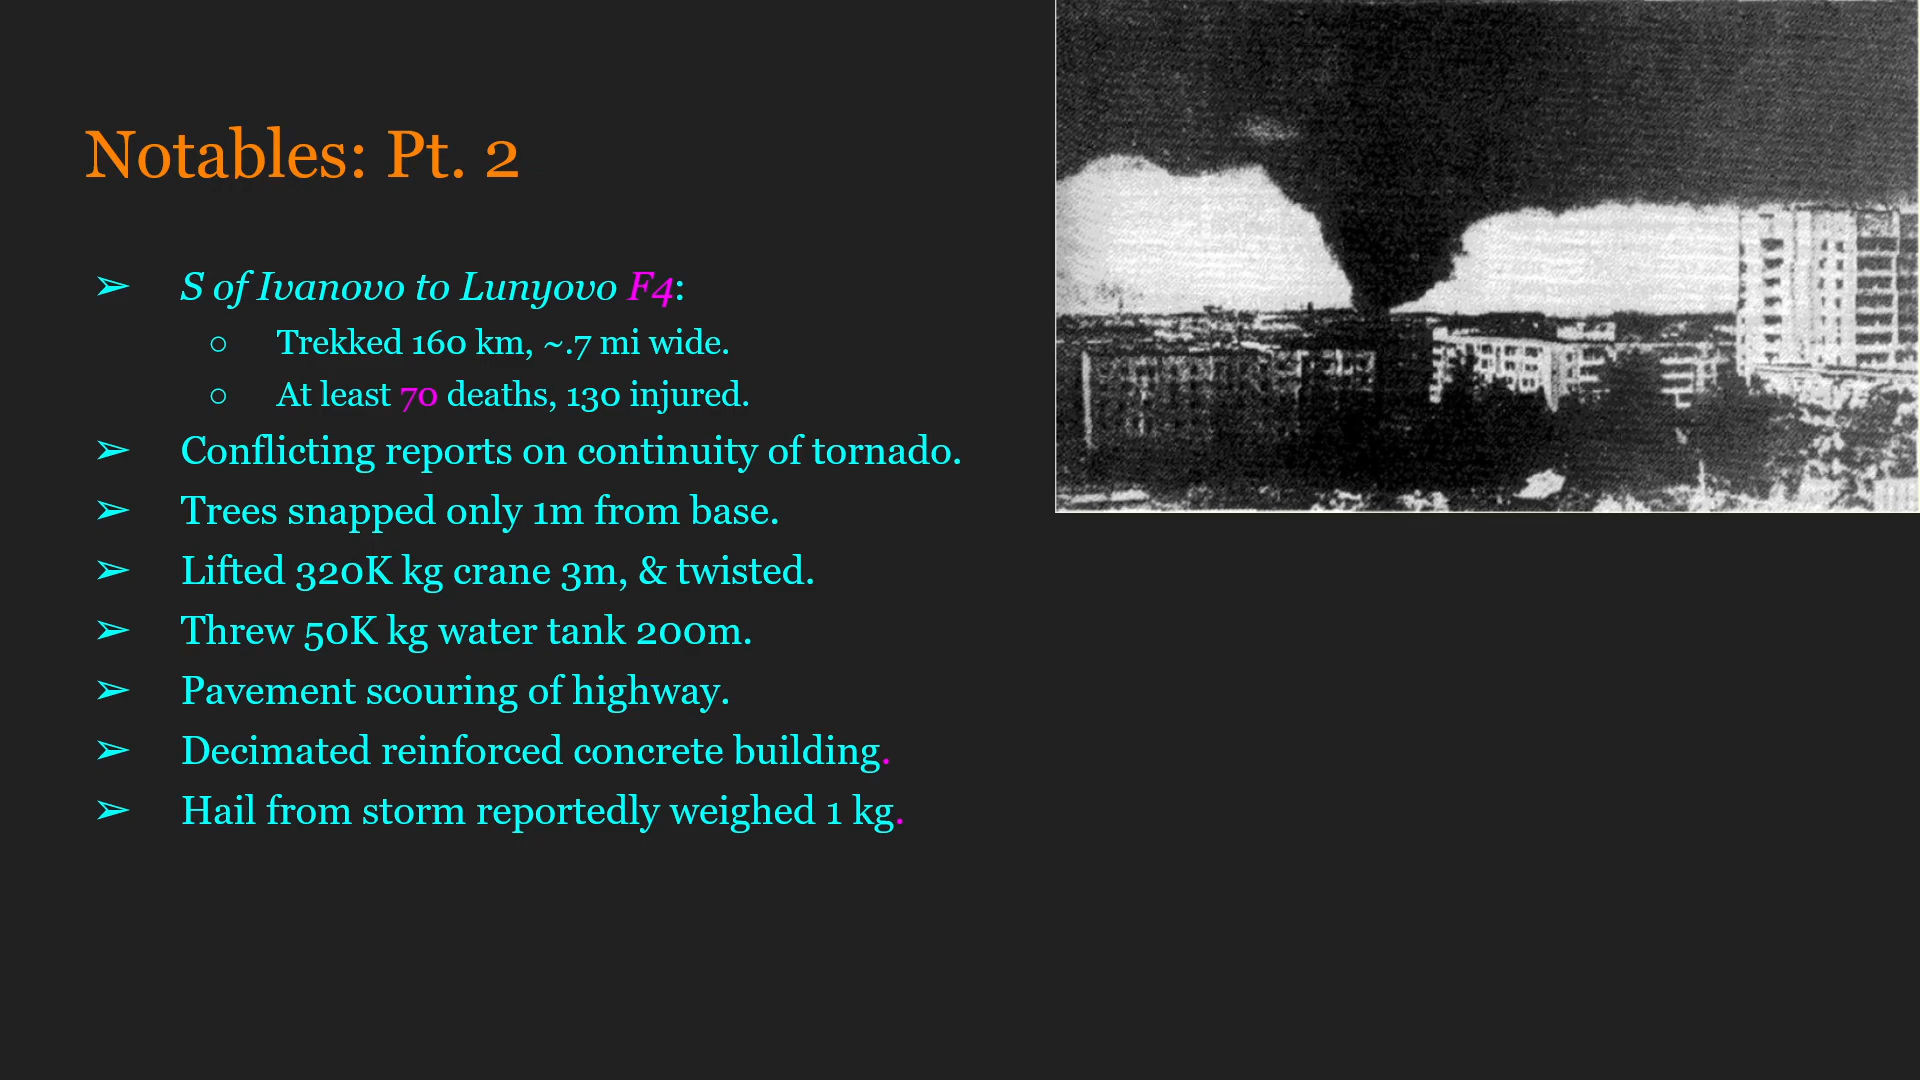 Notables: Pt. 2
➢ S of Ivanovo to Lunyovo F4:
○ Trekked 160 km, ~.7 mi wide.
○ At least 70 deaths, 130 injured.
➢ Conflicting reports on continuity of tornado.
➢ Trees snapped only 1m from base.
➢ Lifted 320K kg crane 3m, & twisted.
➢ Threw 50K kg water tank 200m.
➢ Pavement scouring of highway.
➢ Decimated reinforced concrete building.
➢ Hail from storm reportedly weighed 1 kg.